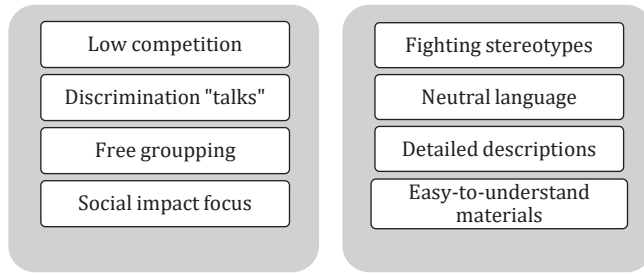 Low competition
Discrimination "talks"
Free groupping
Social impact focus
Fighting stereotypes
Neutral language
Detailed descriptions
Easy-to-understand
materials